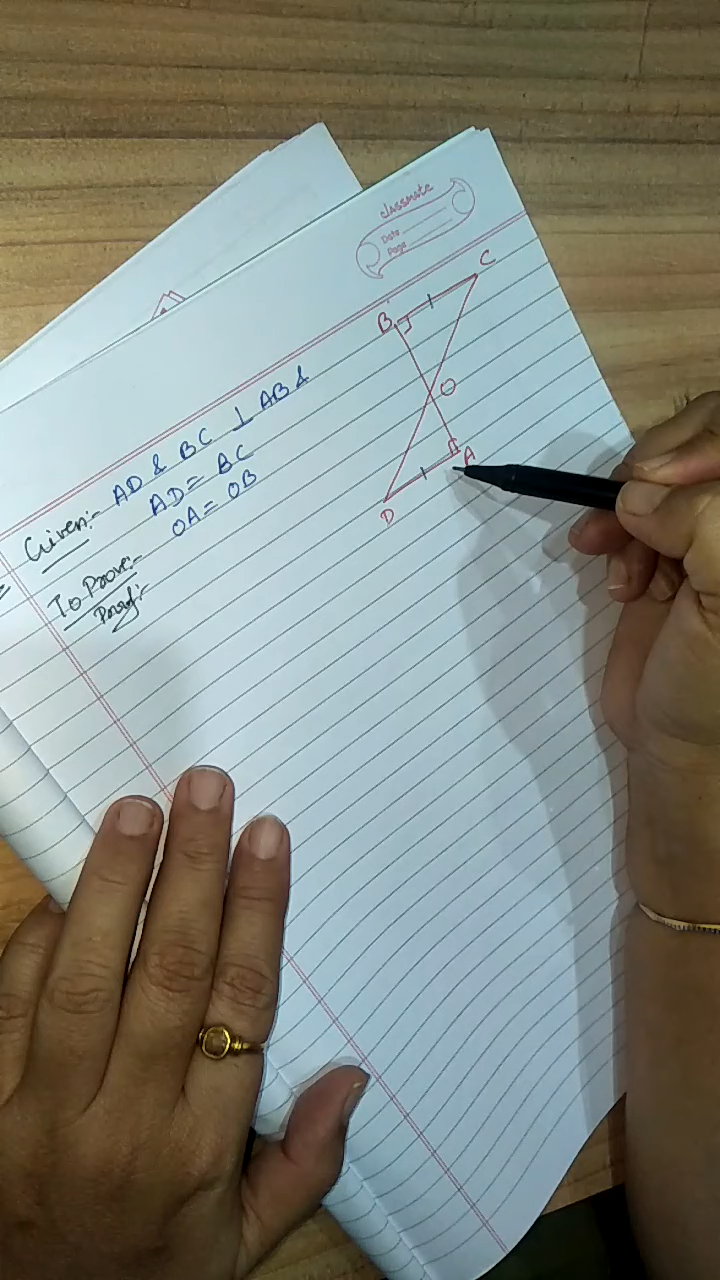 classmate
Date
Page
C
B
O
A
D
Given:- AD & BC ⊥ AB &
AD = BC
To Prove:- OA = OB
Proof:-